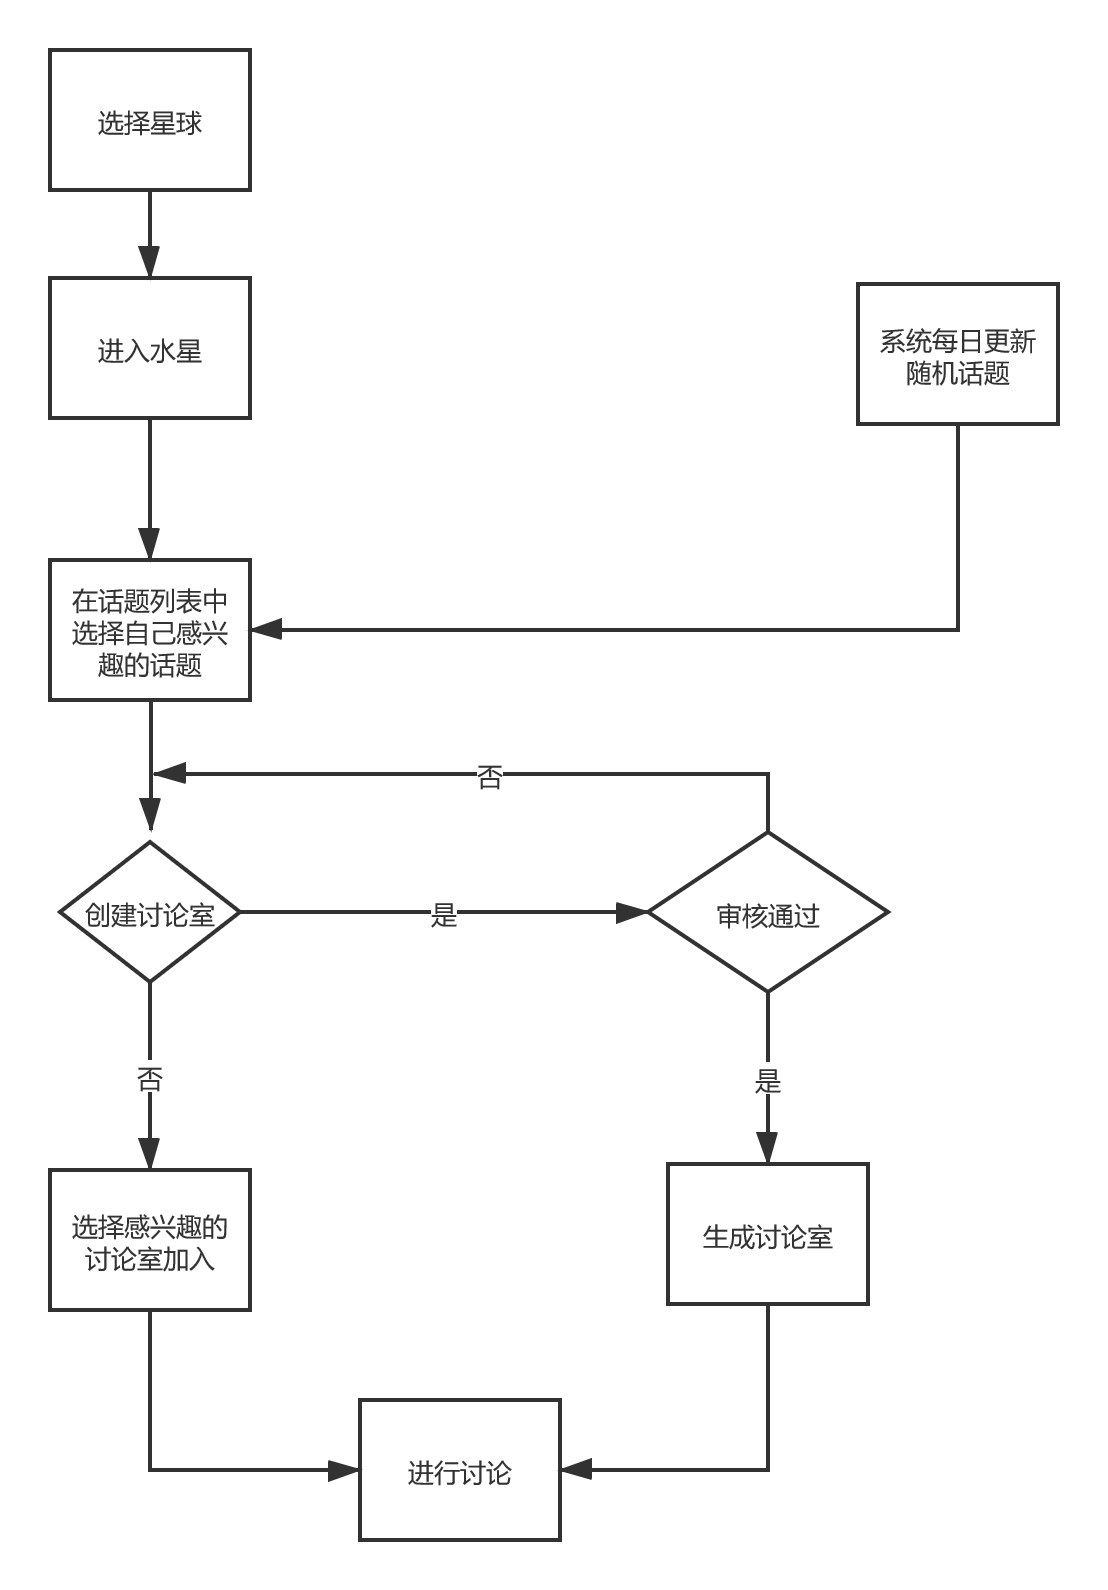 选择星球
进入水星
系统每日更新
随机话题
在话题列表中
选择自己感兴
趣的话题
否
创建讨论室
是
审核通过
否
是
选择感兴趣的
讨论室加入
生成讨论室
进行讨论